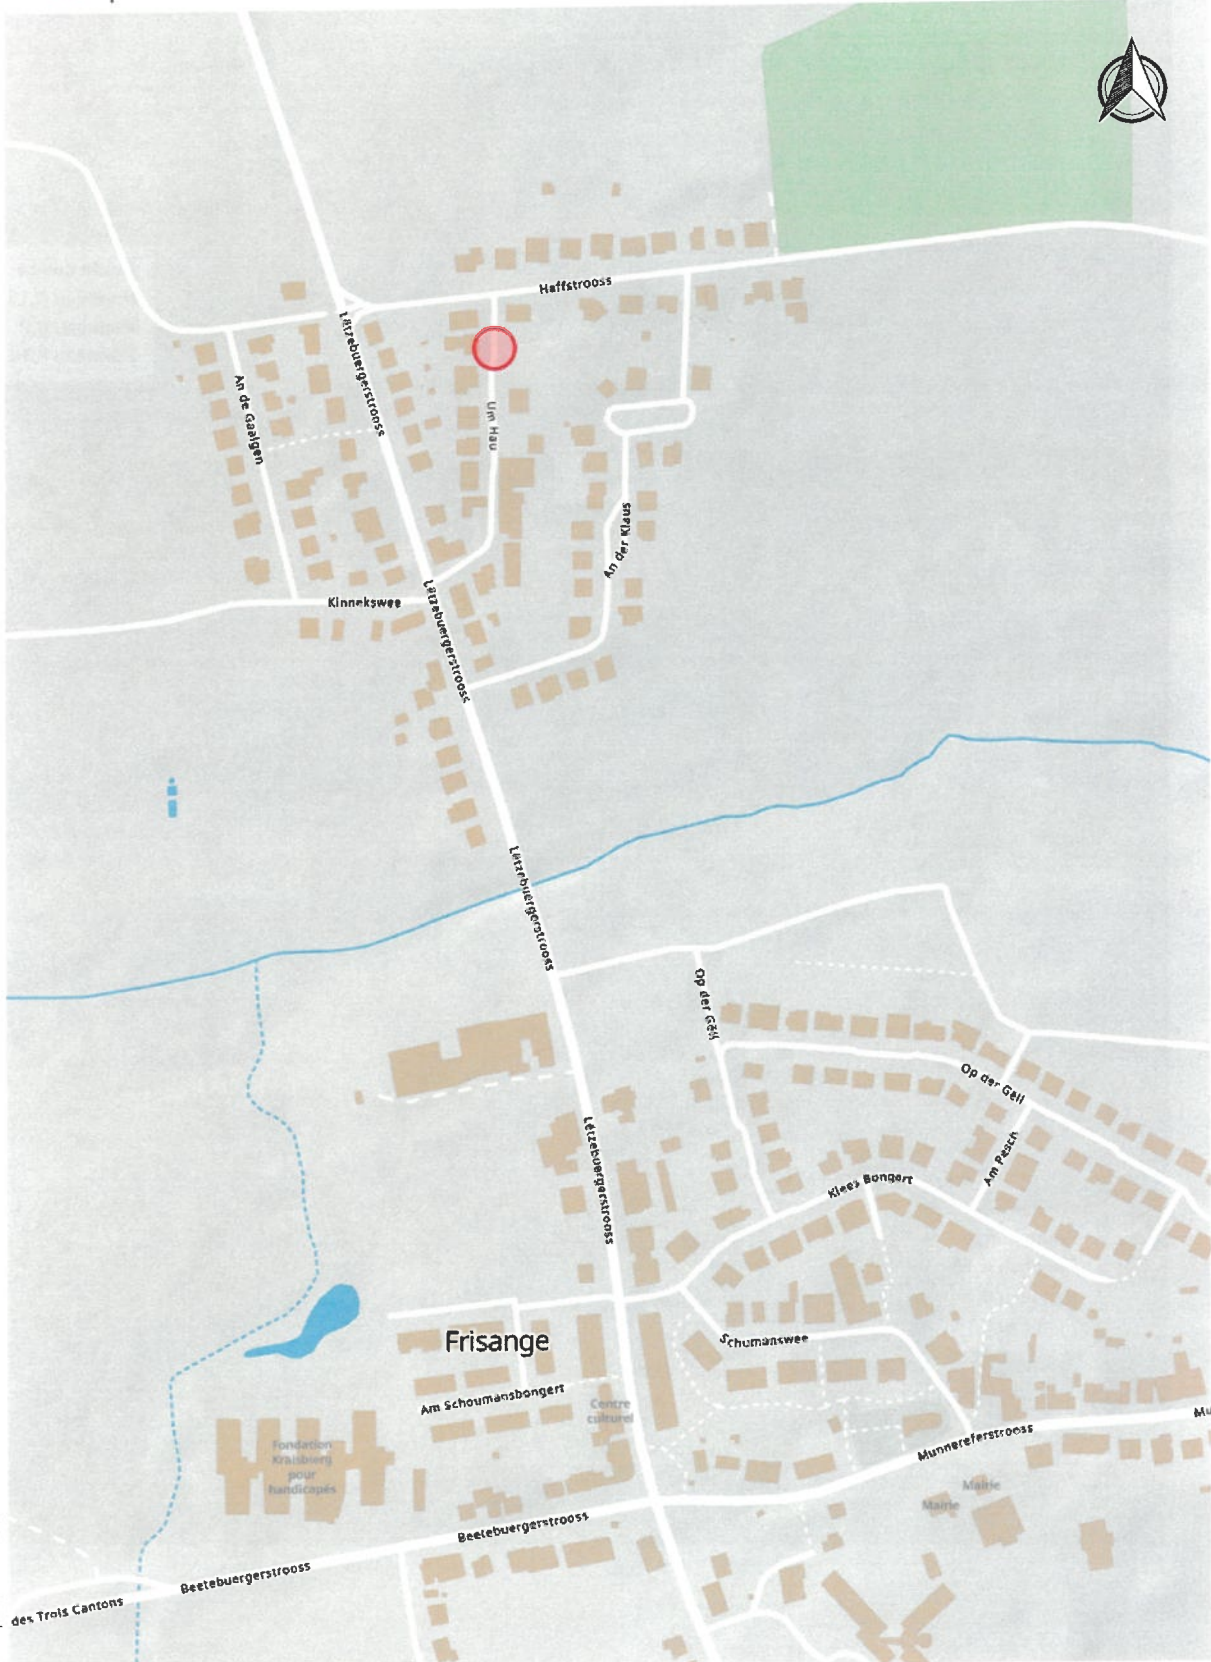 Haffstrooss
Lëtzebuergerstrooss
An de Gaalgen
Um Hau
An der Klaus
Kinnekswee
Lëtzebuergerstrooss
Lëtzebuergerstrooss
Op der Gëll
Op der Gëll
Am Pesch
Lëtzebuergerstrooss
Klees Bongert
Frisange
Schumanswee
Am Schoumansbongert
Centre
culturel
Munnereferstrooss
Fondation
Kraizbierg
pour
handicapés
Mairie
Mairie
Beetebuergerstrooss
Beetebuergerstrooss
des Trois Cantons